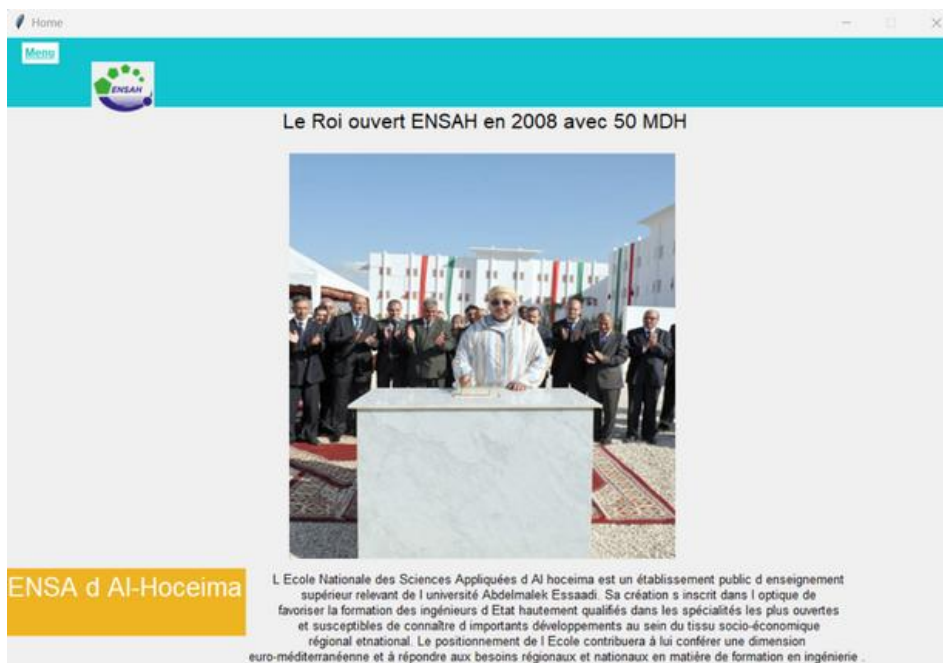 Home
Menu
ENSAH
Le Roi ouvert ENSAH en 2008 avec 50 MDH
ENSA d Al-Hoceima
L Ecole Nationale des Sciences Appliquées d Al hoceima est un établissement public d enseignement
supérieur relevant de l université Abdelmalek Essaadi. Sa création s inscrit dans l optique de
favoriser la formation des ingénieurs d Etat hautement qualifiés dans les spécialités les plus ouvertes
et susceptibles de connaître d importants développements au sein du tissu socio-économique
régional etnational. Le positionnement de l Ecole contribuera à lui conférer une dimension
euro-méditerranéenne et à répondre aux besoins régionaux et nationaux en matière de formation en ingénierie .